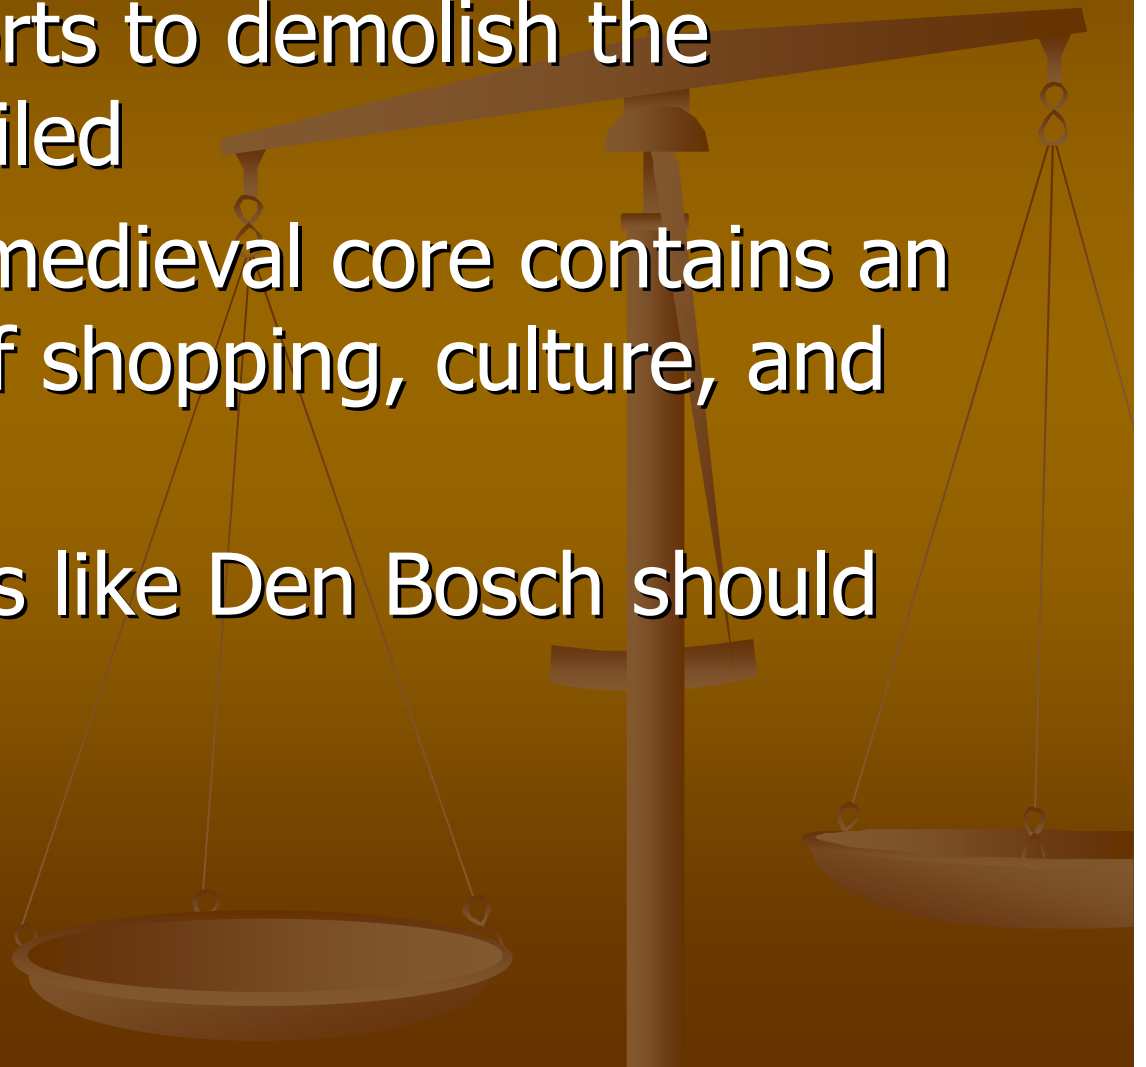 rts to demolish the
iled
medieval core contains an
f shopping, culture, and
s like Den Bosch should